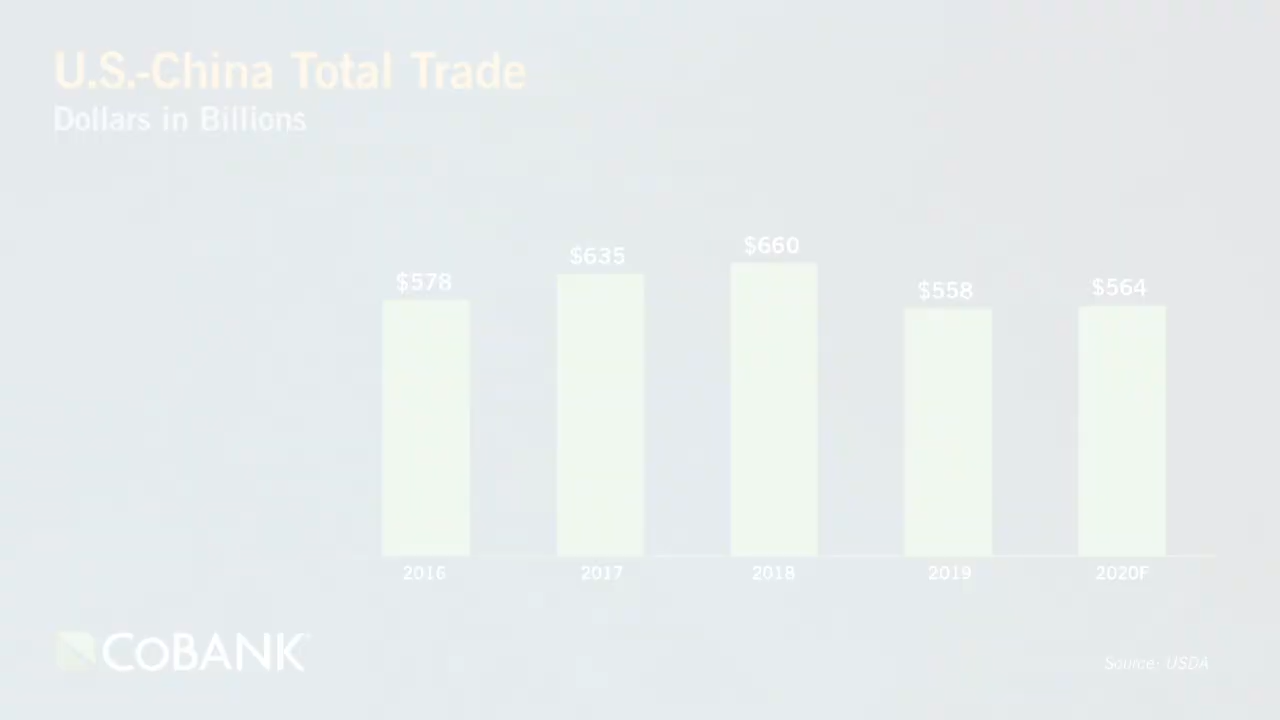 U.S.-China Total Trade
Dollars in Billions
$578
$635
$660
$558
$564
2016
2017
2018
2019
2020F
CoBANK
Source: USDA